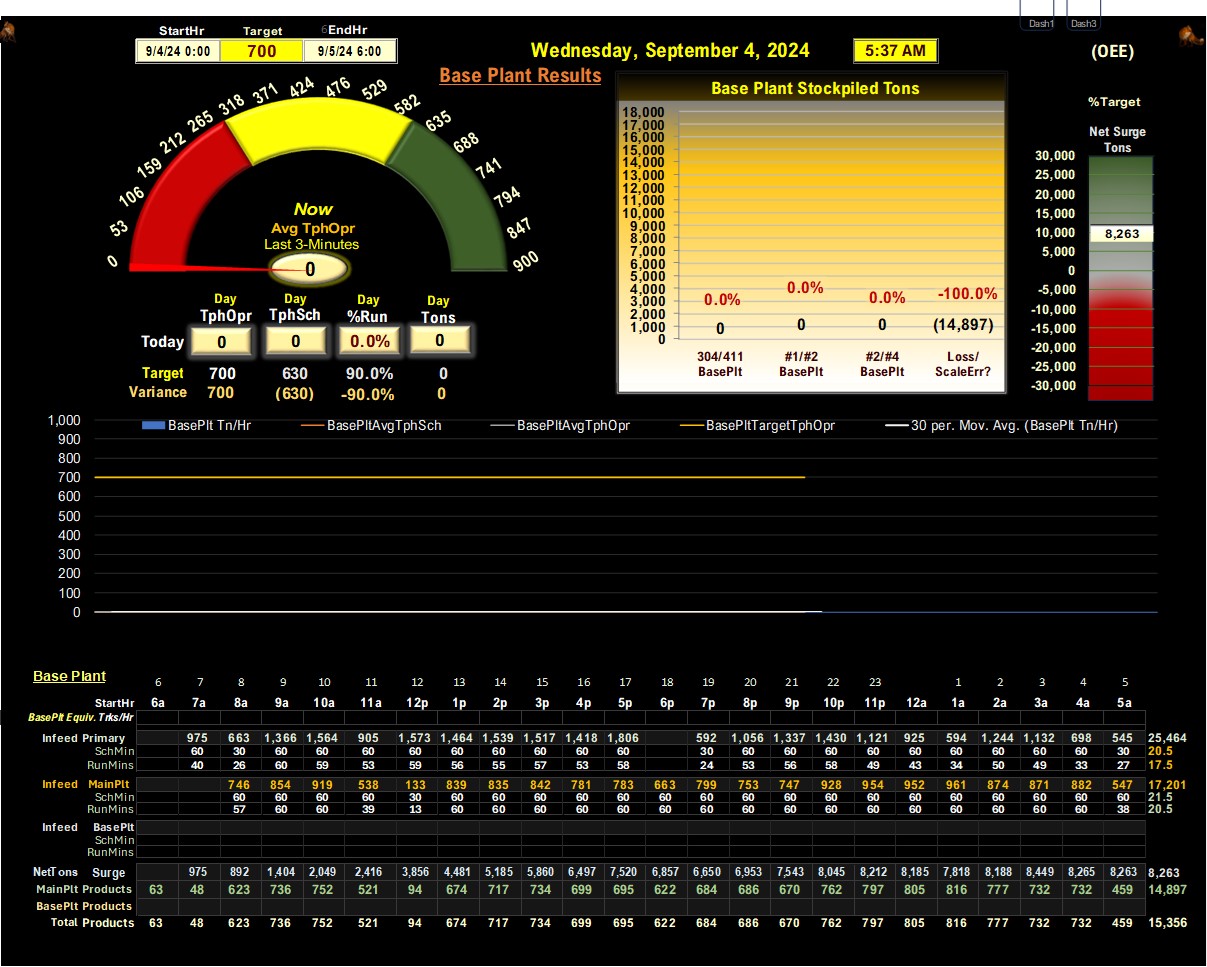 Dash1 Dash3
StartHr Target 6EndHr
9/4/24 0:00 700 9/5/24 6:00
Wednesday, September 4, 2024 5:37 AM (OEE)
Base Plant Results
0 53 106 159 212 265 318 371 424 476 529 582 635 688 741 794 847 900
Now
Avg TphOpr
Last 3-Minutes
0
Day Day Day Day
TphOpr TphSch %Run Tons
Today 0 0 0.0% 0
Target 700 630 90.0% 0
Variance 700 (630) -90.0% 0
Base Plant Stockpiled Tons
18,000
17,000
16,000
15,000
14,000
13,000
12,000
11,000
10,000
9,000
8,000
7,000
6,000
5,000
4,000
3,000
2,000
1,000
0
0.0% 0.0% 0.0% -100.0%
0 0 0 (14,897)
304/411 #1/#2 #2/#4 Loss/
BasePlt BasePlt BasePlt ScaleErr?
%Target
Net Surge
Tons
30,000
25,000
20,000
15,000
10,000
8,263
5,000
0
-5,000
-10,000
-15,000
-20,000
-25,000
-30,000
BasePlt Tn/Hr BasePltAvgTphSch BasePltAvgTphOpr BasePltTargetTphOpr 30 per. Mov. Avg. (BasePlt Tn/Hr)
1,000
900
800
700
600
500
400
300
200
100
0
Base Plant 6 7 8 9 10 11 12 13 14 15 16 17 18 19 20 21 22 23 1 2 3 4 5
StartHr 6a 7a 8a 9a 10a 11a 12p 1p 2p 3p 4p 5p 6p 7p 8p 9p 10p 11p 12a 1a 2a 3a 4a 5a
BasePlt Equiv. Trks/Hr
Infeed Primary 975 663 1,366 1,564 905 1,573 1,464 1,539 1,517 1,418 1,806 592 1,056 1,337 1,430 1,121 925 594 1,244 1,132 698 545 25,464
SchMin 60 30 60 60 60 60 60 60 60 60 60 30 60 60 60 60 60 60 60 60 60 30 20.5
RunMins 40 26 60 59 53 59 56 55 57 53 58 24 53 56 58 49 43 34 50 49 33 27 17.5
Infeed MainPlt 746 854 919 538 133 839 835 842 781 783 663 799 753 747 928 954 952 961 874 871 882 547 17,201
SchMin 60 60 60 60 30 60 60 60 60 60 60 60 60 60 60 60 60 60 60 60 60 60 21.5
RunMins 57 60 60 39 13 60 60 60 60 60 60 60 60 60 60 60 60 60 60 60 60 38 20.5
Infeed BasePlt
SchMin
RunMins
NetTons Surge 975 892 1,404 2,049 2,416 3,856 4,481 5,185 5,860 6,497 7,520 6,857 6,650 6,953 7,543 8,045 8,212 8,185 7,818 8,188 8,449 8,265 8,263 8,263
MainPlt Products 63 48 623 736 752 521 94 674 717 734 699 695 622 684 686 670 762 797 805 816 777 732 732 459 14,897
BasePlt Products
Total Products 63 48 623 736 752 521 94 674 717 734 699 695 622 684 686 670 762 797 805 816 777 732 732 459 15,356